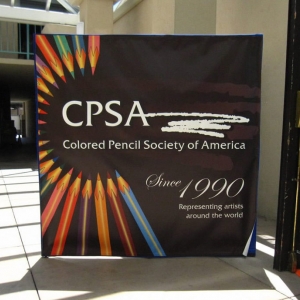 CPSA
Colored Pencil Society of America
Since 1990
Representing artists
around the world